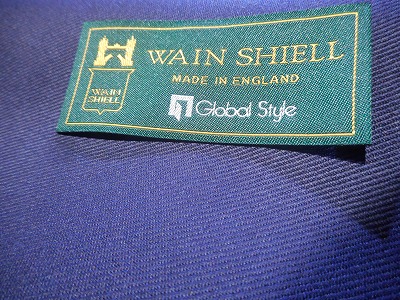 WAIN SHIELL
MADE IN ENGLAND
WAIN
SHIELL
Global Style